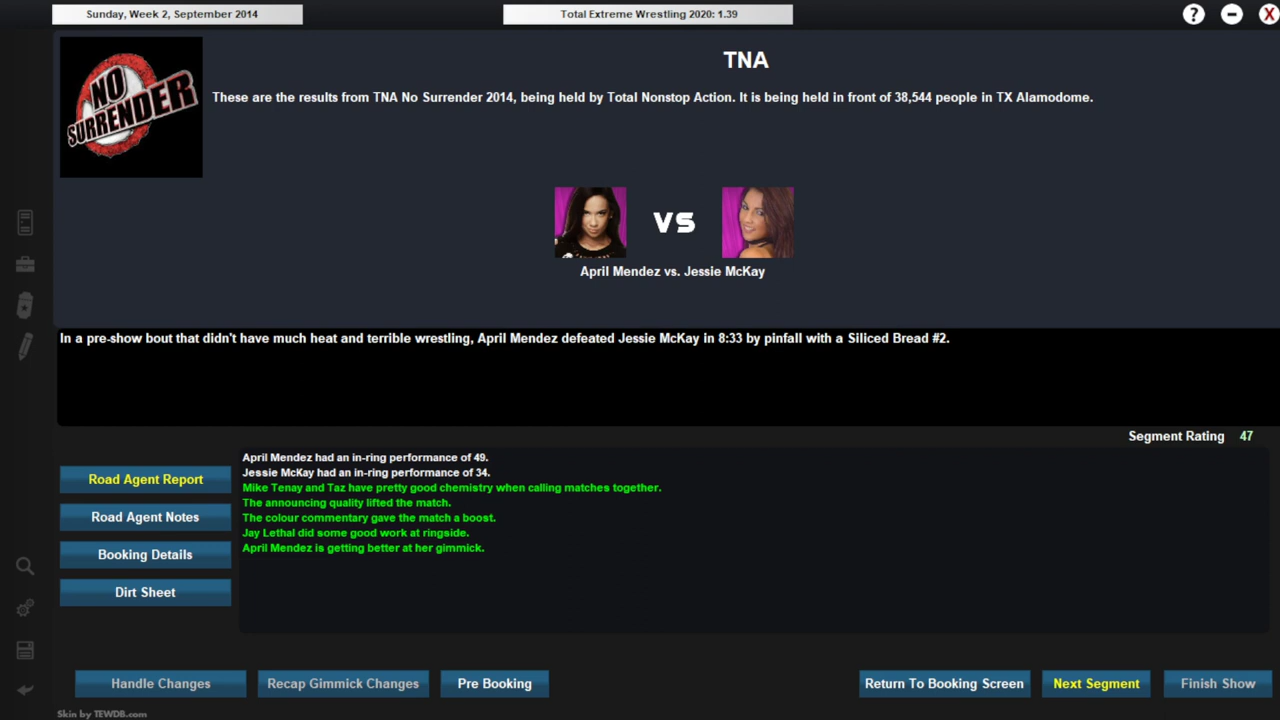 Sunday, Week 2, September 2014
Total Extreme Wrestling 2020: 1.39
?
X
NO
SURRENDER
TNA
These are the results from TNA No Surrender 2014, being held by Total Nonstop Action. It is being held in front of 38,544 people in TX Alamodome.
VS
April Mendez vs. Jessie McKay
In a pre-show bout that didn't have much heat and terrible wrestling, April Mendez defeated Jessie McKay in 8:33 by pinfall with a Siliced Bread #2.
Segment Rating 47
Road Agent Report
Road Agent Notes
Booking Details
Dirt Sheet
April Mendez had an in-ring performance of 49.
Jessie McKay had an in-ring performance of 34.
Mike Tenay and Taz have pretty good chemistry when calling matches together.
The announcing quality lifted the match.
The colour commentary gave the match a boost.
Jay Lethal did some good work at ringside.
April Mendez is getting better at her gimmick.
Handle Changes
Recap Gimmick Changes
Pre Booking
Return To Booking Screen
Next Segment
Finish Show
Skin by TEWDB.com